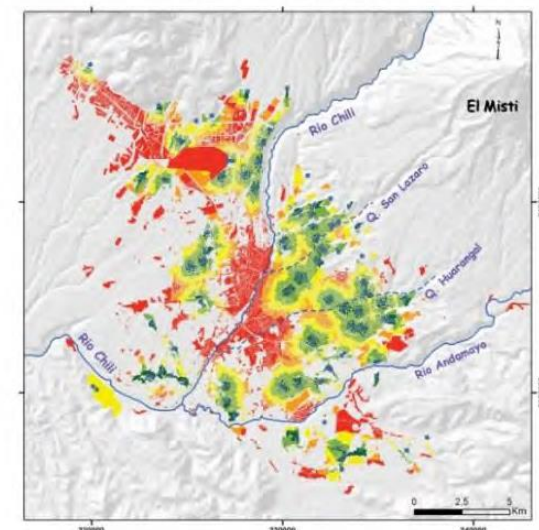 N
El Misti
Rio Chili
Q. San Lazaro
Q. Huarangal
Rio Chili
Rio Andamayo
0 2.5 5
Km